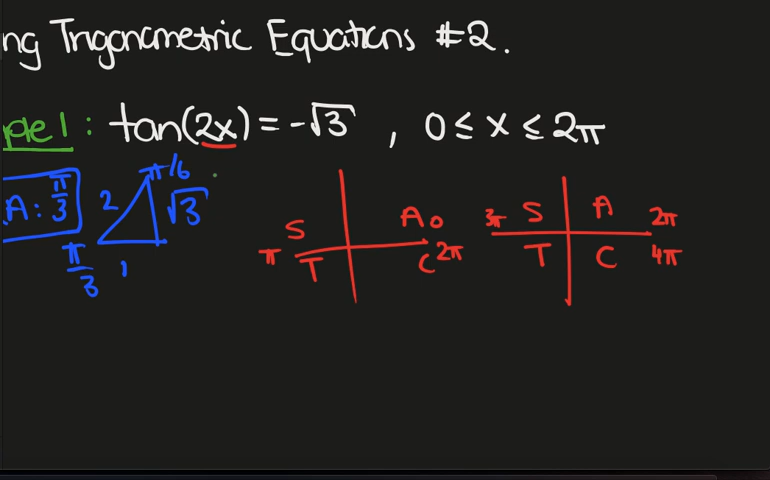 ng Trigonometric Equations #2.
ple 1: tan(2x) = -√3 , 0 ≤ x ≤ 2π
A: π/3
π/6
2
√3
π/3
1
S A 0
π T C 2π
3π S A 2π
T C 4π